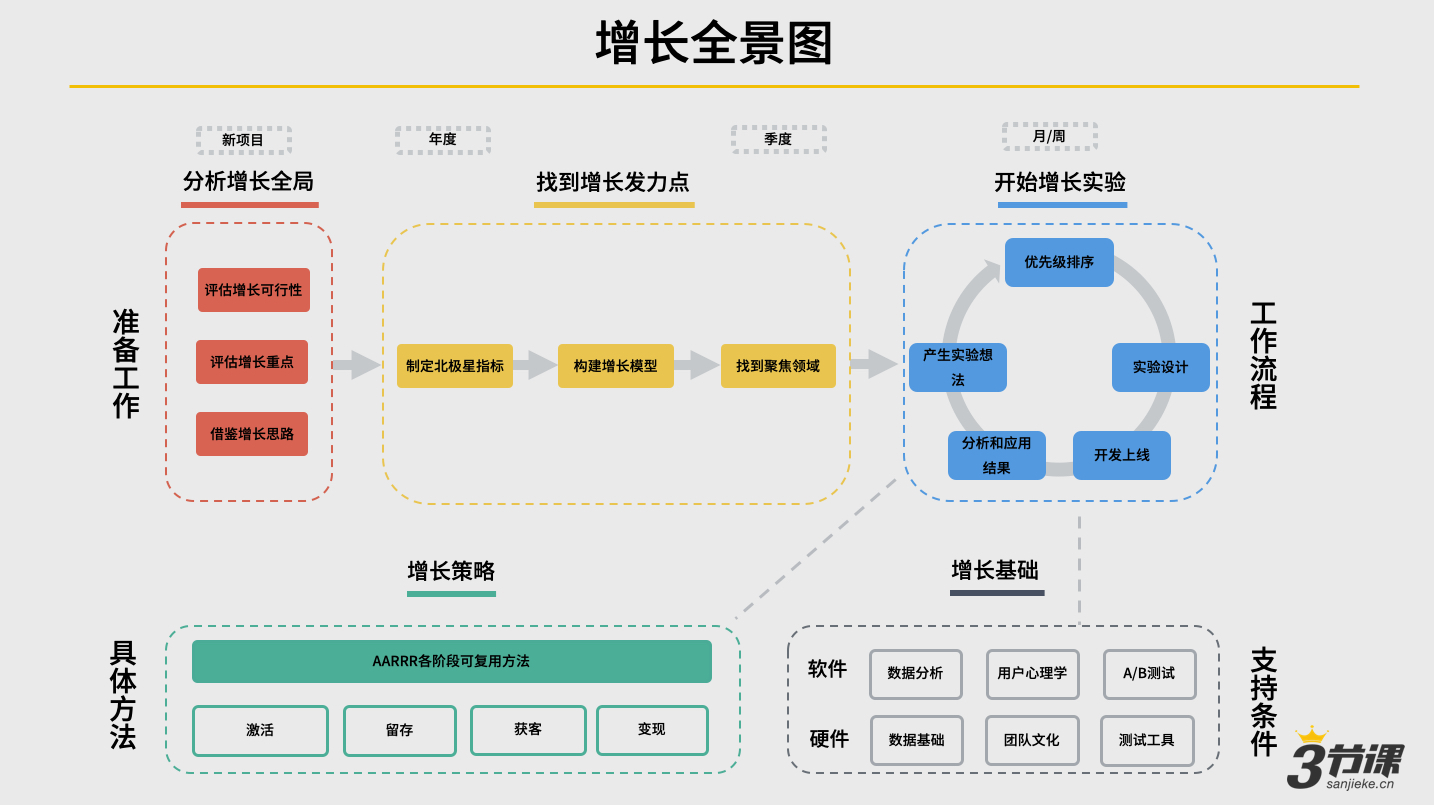 增长全景图
新项目
年度
季度
月/周
分析增长全局
找到增长发力点
开始增长实验
准备工作
评估增长可行性
评估增长重点
借鉴增长思路
制定北极星指标
构建增长模型
找到聚焦领域
优先级排序
产生实验想
法
实验设计
分析和应用
结果
开发上线
工作流程
增长策略
增长基础
具体方法
AARRR各阶段可复用方法
激活
留存
获客
变现
软件
数据分析
用户心理学
A/B测试
硬件
数据基础
团队文化
测试工具
支持条件
3节课
sanjieke.cn